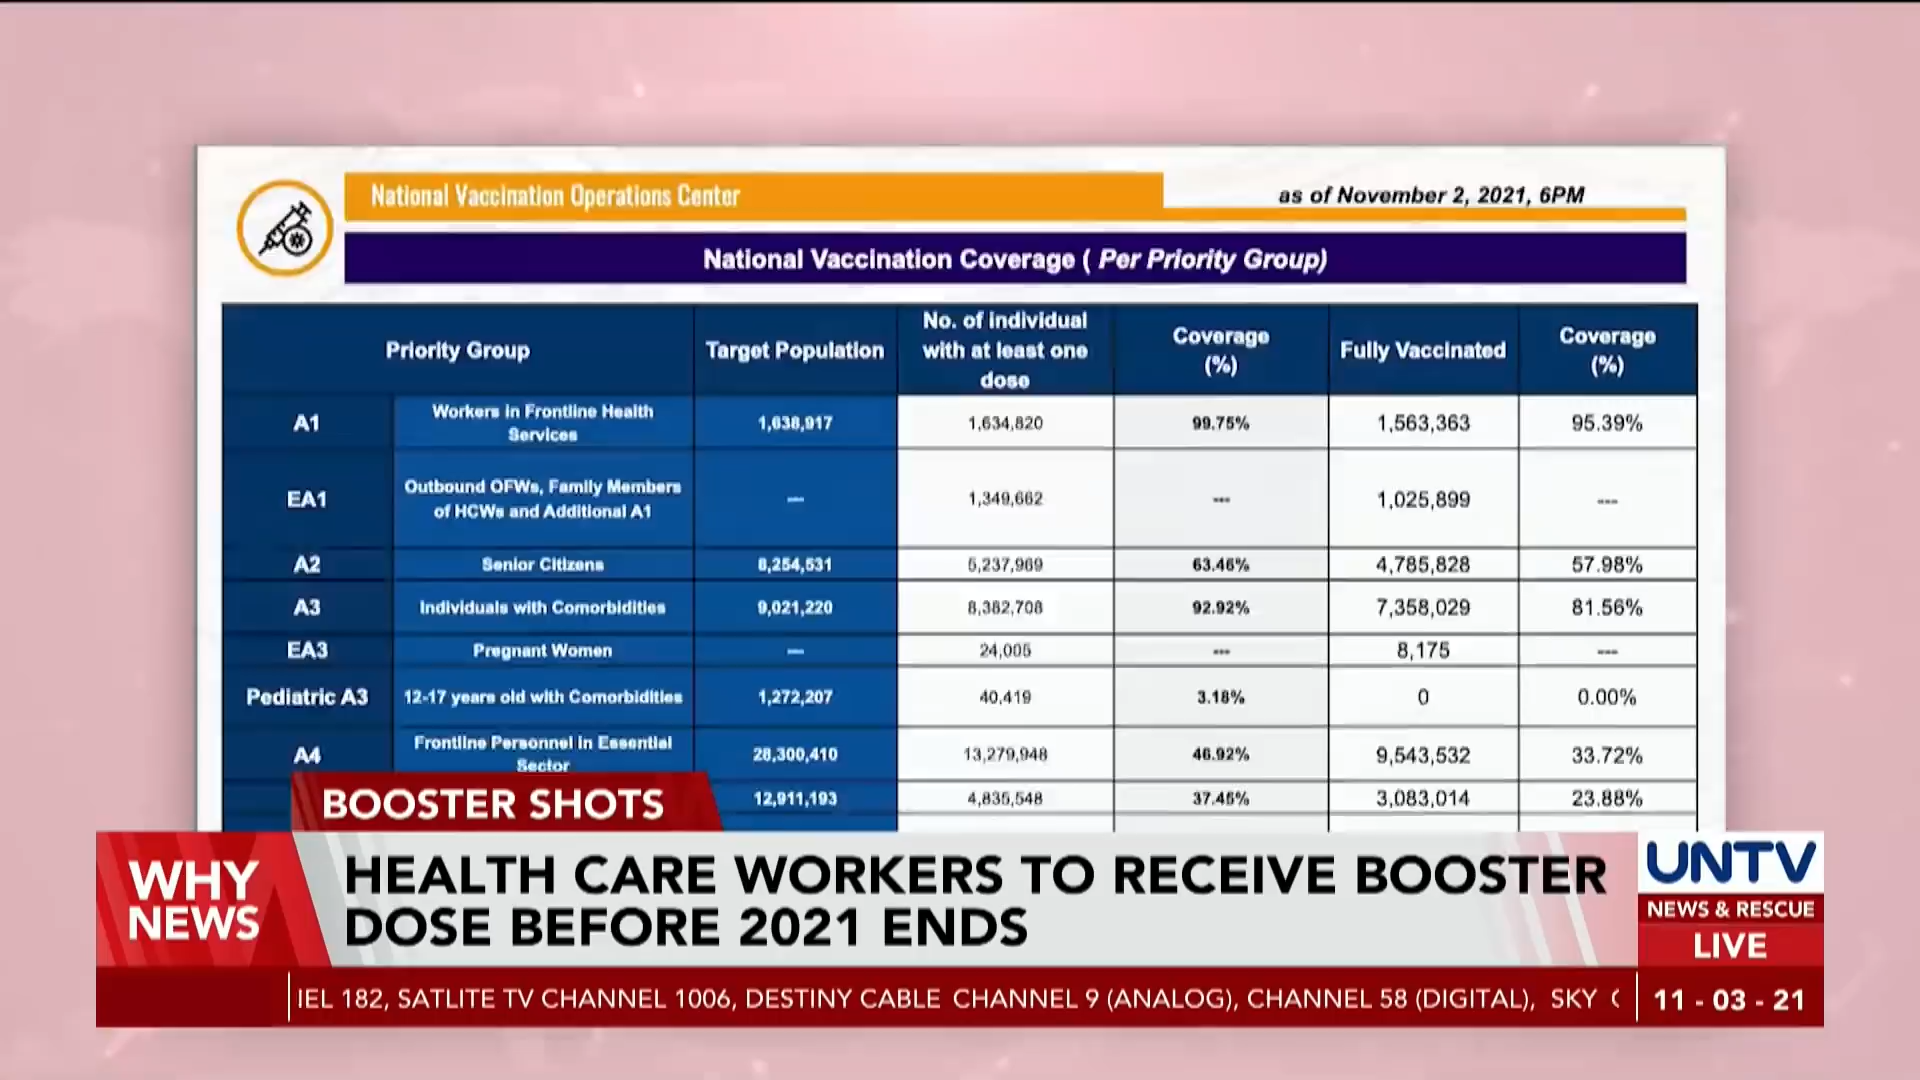 National Vaccination Operations Center
as of November 2, 2021, 6PM
National Vaccination Coverage ( Per Priority Group)
Priority Group
Target Population
No. of individual
with at least one
dose
Coverage
(%)
Fully Vaccinated
Coverage
(%)
A1
Workers in Frontline Health
Services
1,638,917
1,634,820
99.75%
1,563,363
95.39%
EA1
Outbound OFWs, Family Members
of HCWs and Additional A1
---
1,349,662
---
1,025,899
---
A2
Senior Citizens
8,254,531
5,237,969
63.46%
4,785,828
57.98%
A3
Individuals with Comorbidities
9,021,220
8,382,708
92.92%
7,358,029
81.56%
EA3
Pregnant Women
---
24,005
---
8,175
---
Pediatric A3
12-17 years old with Comorbidities
1,272,207
40,419
3.18%
0
0.00%
A4
Frontline Personnel in Essential
Sector
28,300,410
13,279,948
46.92%
9,543,532
33.72%
12,911,193
4,835,548
37.45%
3,083,014
23.88%
BOOSTER SHOTS
WHY
NEWS
HEALTH CARE WORKERS TO RECEIVE BOOSTER
DOSE BEFORE 2021 ENDS
UNTV
NEWS & RESCUE
LIVE
IEL 182, SATLITE TV CHANNEL 1006, DESTINY CABLE CHANNEL 9 (ANALOG), CHANNEL 58 (DIGITAL), SKY
11 - 03 - 21